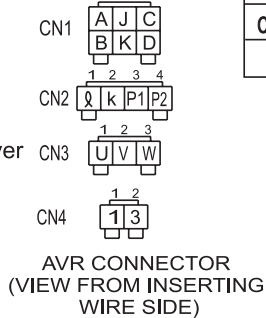 CN1 A J C
B K D
1 2 3 4
CN2 ℓ k P1 P2
1 2 3
CN3 U V W
1 2
CN4 1 3
AVR CONNECTOR
(VIEW FROM INSERTING
WIRE SIDE)